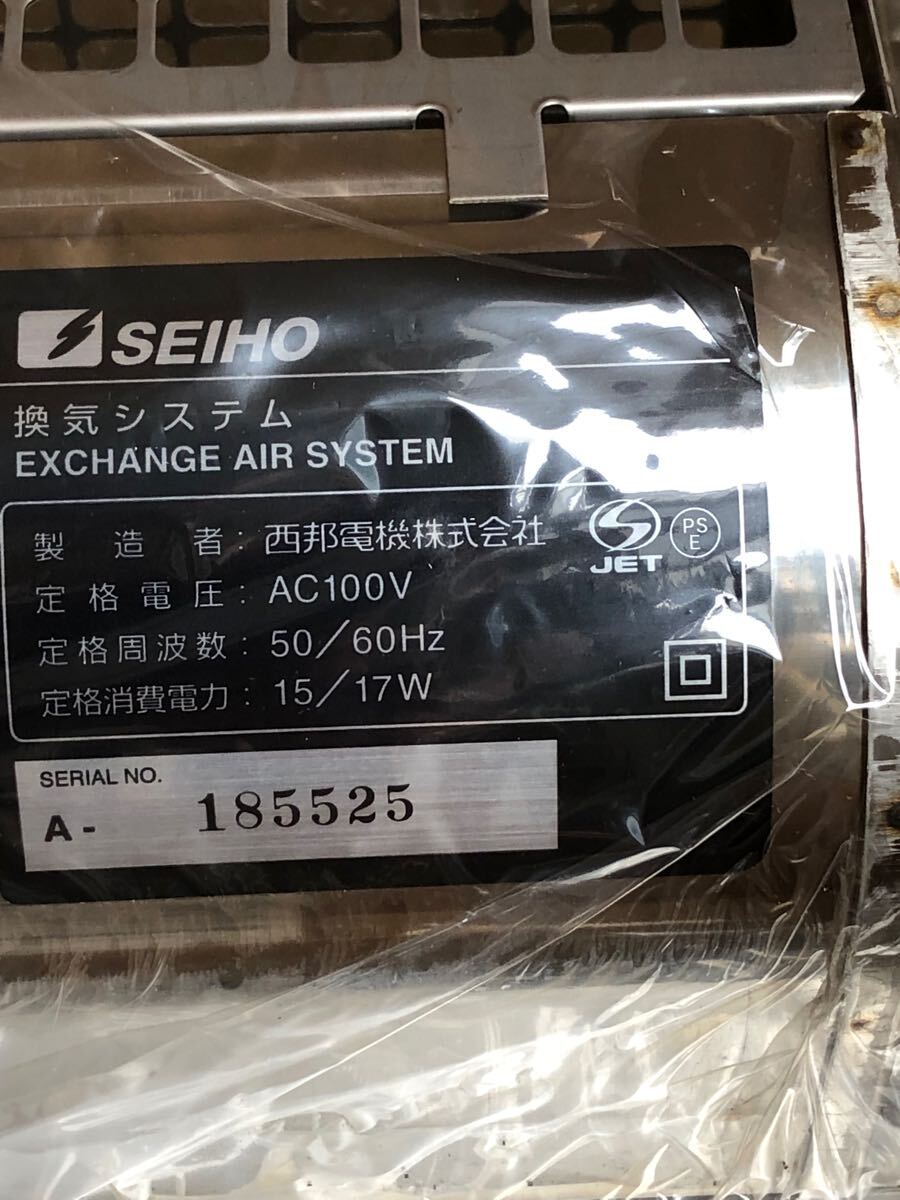 SEIHO
換気システム
EXCHANGE AIR SYSTEM
製造者: 西邦電機株式会社
JET
PS
E
定格電圧: AC100V
定格周波数: 50/60Hz
定格消費電力: 15/17W
SERIAL NO.
A- 185525